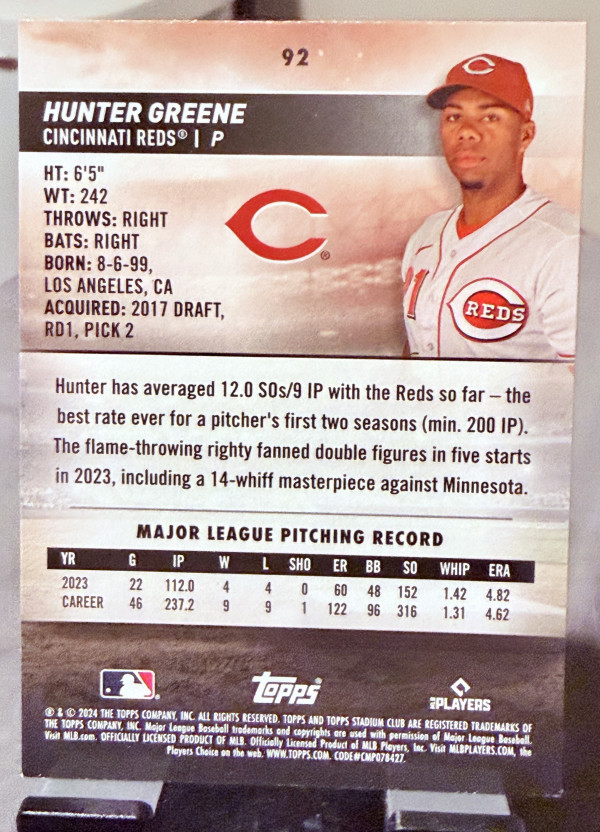 92
HUNTER GREENE
CINCINNATI REDS® | P
HT: 6'5"
WT: 242
THROWS: RIGHT
BATS: RIGHT
BORN: 8-6-99,
LOS ANGELES, CA
ACQUIRED: 2017 DRAFT,
RD1, PICK 2
C®
C
21
REDS
Hunter has averaged 12.0 SOs/9 IP with the Reds so far – the
best rate ever for a pitcher's first two seasons (min. 200 IP).
The flame-throwing righty fanned double figures in five starts
in 2023, including a 14-whiff masterpiece against Minnesota.
MAJOR LEAGUE PITCHING RECORD
YR G IP W L SHO ER BB SO WHIP ERA
2023 22 112.0 4 4 0 60 48 152 1.42 4.82
CAREER 46 237.2 9 9 1 122 96 316 1.31 4.62
Topps
MLB PLAYERS
® & © 2024 THE TOPPS COMPANY, INC. ALL RIGHTS RESERVED. TOPPS AND TOPPS STADIUM CLUB ARE REGISTERED TRADEMARKS OF
THE TOPPS COMPANY, INC. Major League Baseball trademarks and copyrights are used with permission of Major League Baseball.
Visit MLB.com. OFFICIALLY LICENSED PRODUCT OF MLB. Officially Licensed Product of MLB Players, Inc. Visit MLBPLAYERS.COM, the
Players Choice on the web. WWW.TOPPS.COM. CODE#CMP078427.